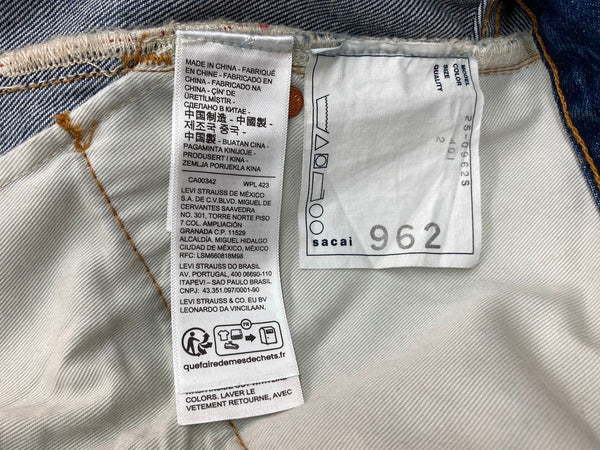 MADE IN CHINA - FABRIQUÉ
EN CHINE - FABRICADO EN
CHINA - FABRICADO NA
CHINA - ÇİN' DE
ÜRETİLMİŞTİR -
СДЕЛАНО В КИТАЕ -
中国制造 - 中國製 -
제조국 중국 -
中国製 - BUATAN CINA -
PAGAMINTA KINIJOJE -
PRODUSERT I KINA -
ZEMLJA PORIJEKLA KINA
CA00342 WPL 423
LEVI STRAUSS DE MÉXICO
S.A. DE C.V.BLVD. MIGUEL DE
CERVANTES SAAVEDRA
NO. 301, TORRE NORTE PISO
7 COL. AMPLIACIÓN
GRANADA C.P. 11529
ALCALDÍA. MIGUEL HIDALGO
CIUDAD DE MÉXICO, MÉXICO
RFC: LSM660818M98
LEVI STRAUSS DO BRASIL
AV. PORTUGAL, 400 06690-110
ITAPEVI – SAO PAULO BRASIL
CNPJ: 43.351.097/0001-90
LEVI STRAUSS & CO. EU BV
LEONARDO DA VINCILAAN.
FR
quefairedemesdechets.fr
COLORS. LAVER LE
VETEMENT RETOURNE, AVEC
MODEL 25-0962S
COLOR 401
SIZE 2
QUALITY
sacai 962